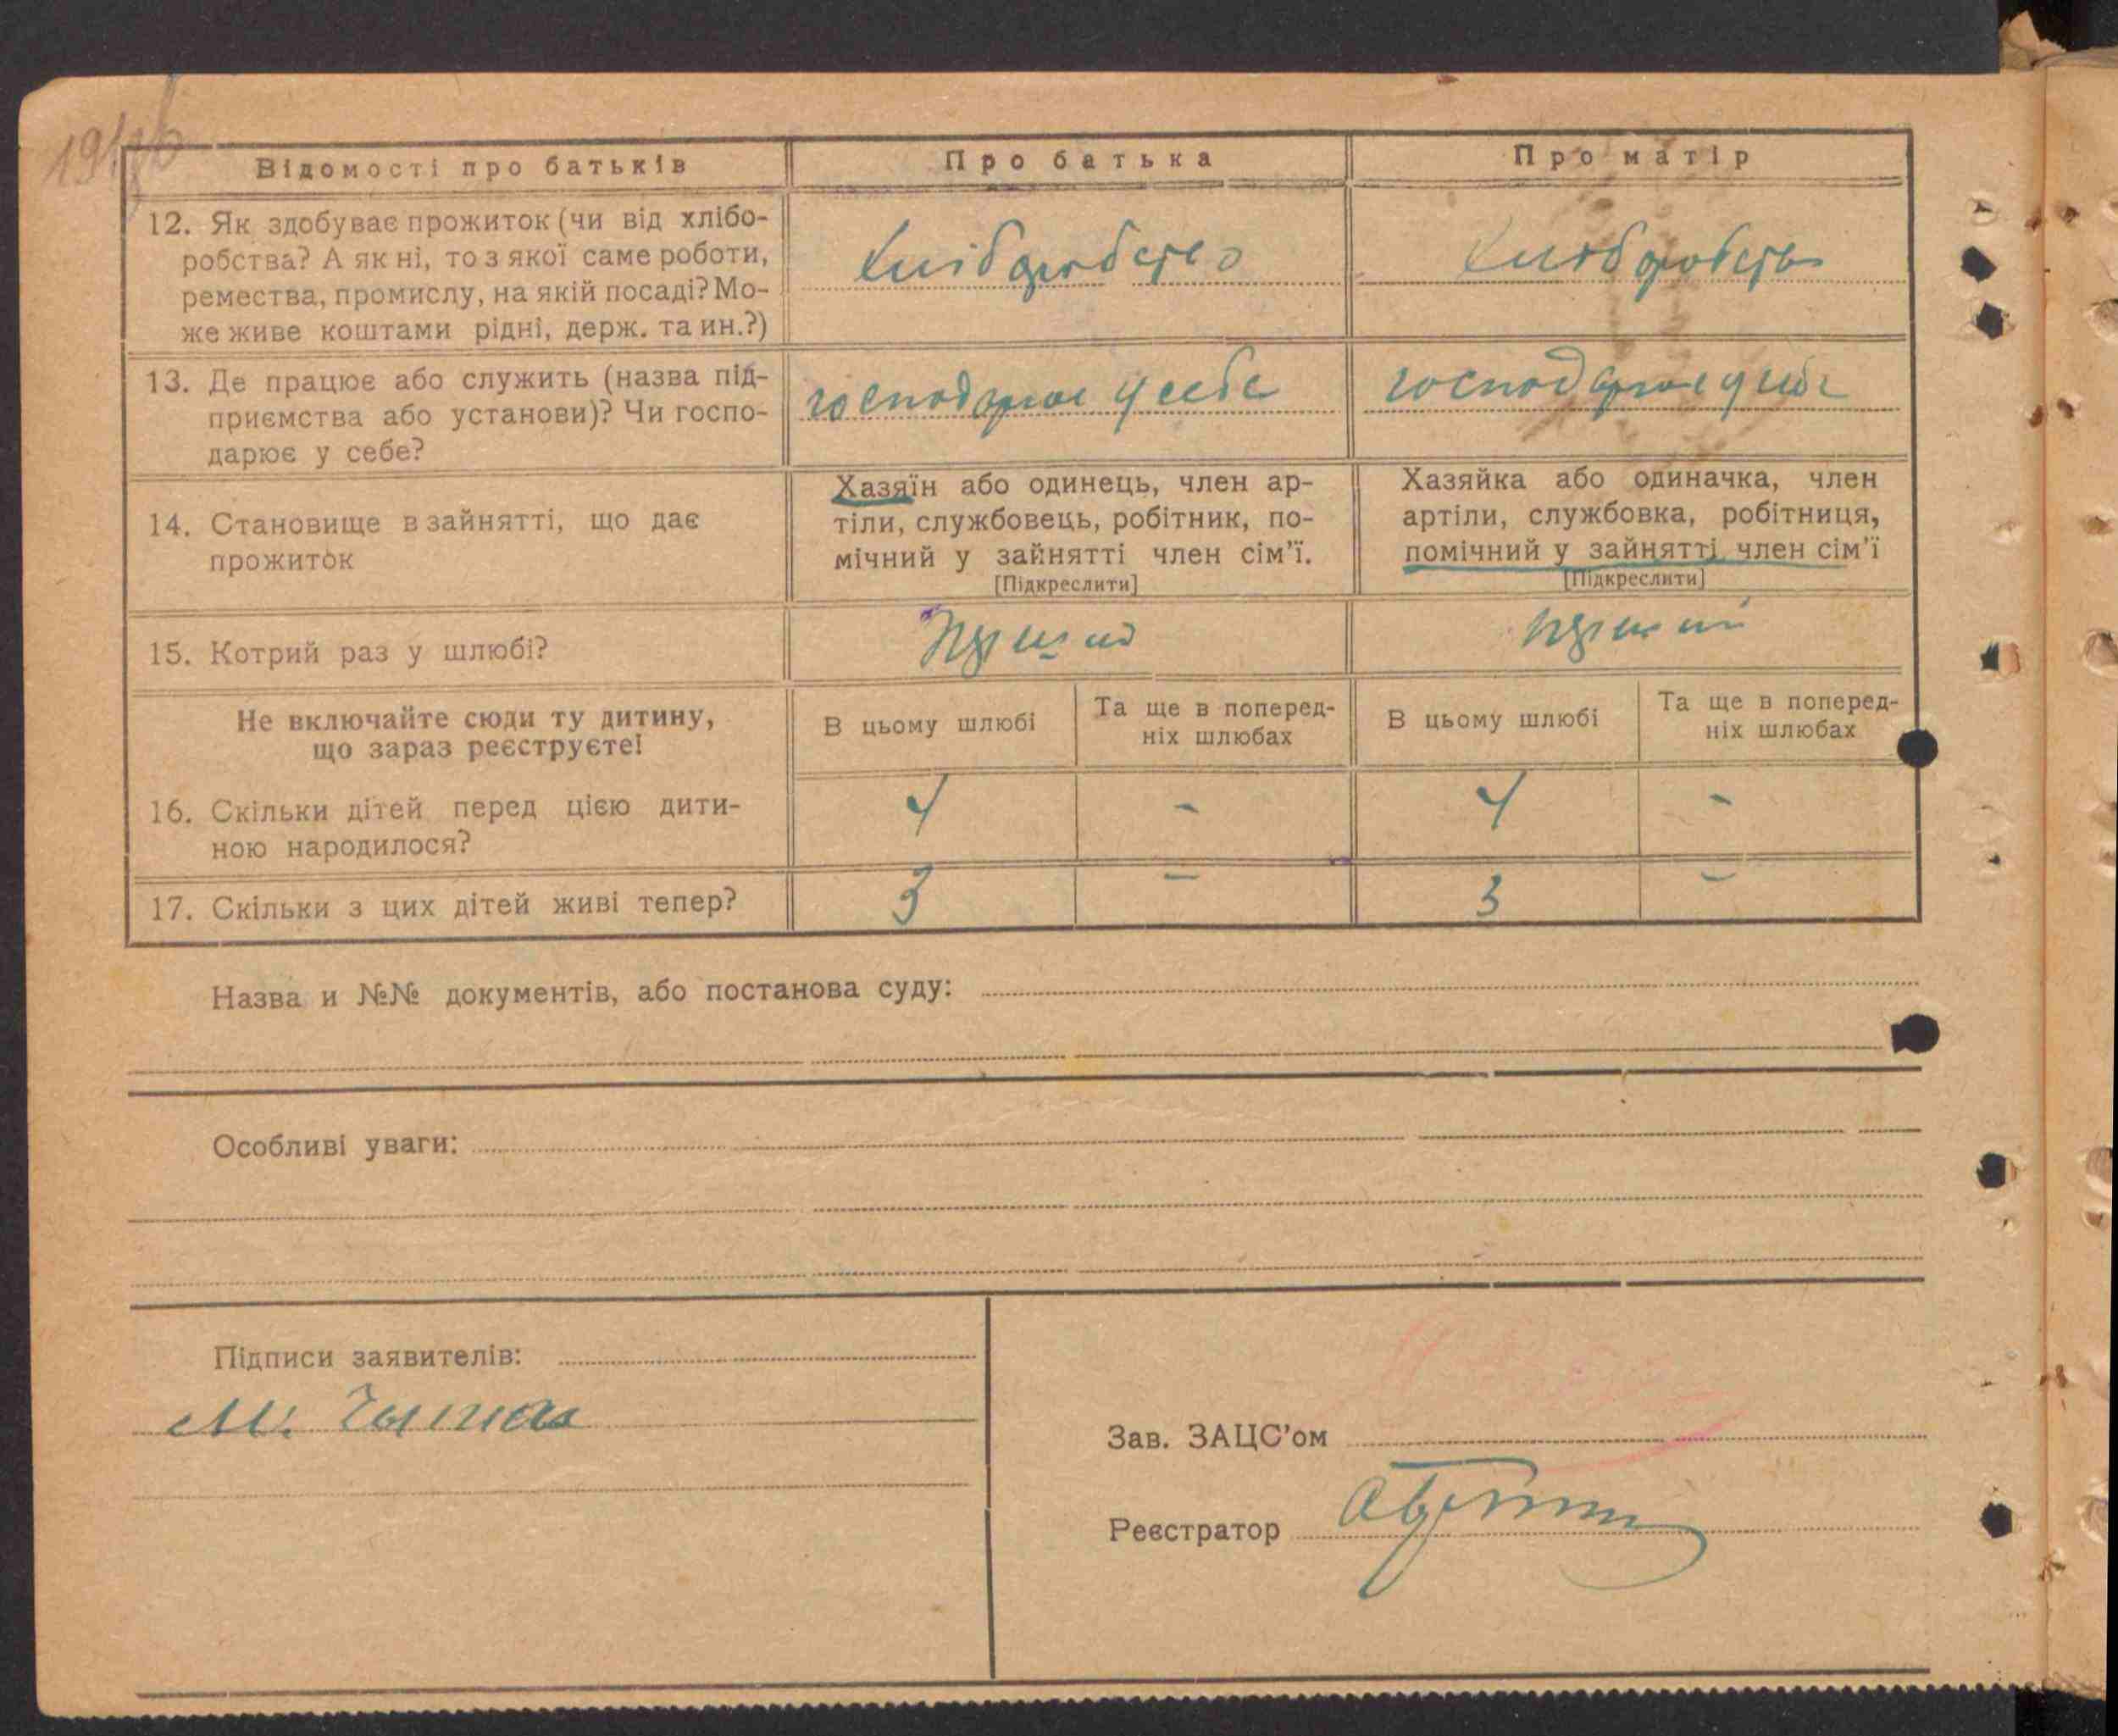 Відомості про батьків
Про батька
Про матір
12. Як здобуває прожиток (чи від хлібо-
робства? А як ні, то з якої саме роботи,
ремества, промислу, на якій посаді? Мо-
же живе коштами рідні, держ. та ин.?)
хліборобство
хліборобство
13. Де працює або служить (назва під-
приємства або установи)? Чи госпо-
дарює у себе?
господарює у себе
господарює у себе
14. Становище в зайнятті, що дає
прожиток
Хазяїн або одинець, член ар-
тіли, службовець, робітник, по-
мічний у зайнятті член сім'ї.
[Підкреслити]
Хазяйка або одиначка, член
артіли, службовка, робітниця,
помічний у зайнятті член сім'ї
[Підкреслити]
15. Котрий раз у шлюбі?
перший
перший
Не включайте сюди ту дитину,
що зараз реєструєте!
В цьому шлюбі
Та ще в поперед-
ніх шлюбах
В цьому шлюбі
Та ще в поперед-
ніх шлюбах
16. Скільки дітей перед цією дити-
ною народилося?
4
-
4
-
17. Скільки з цих дітей живі тепер?
3
-
3
-
Назва и №№ документів, або постанова суду:
Особливі уваги:
Підписи заявителів:
М.
Зав. ЗАЦС'ом
Реєстратор